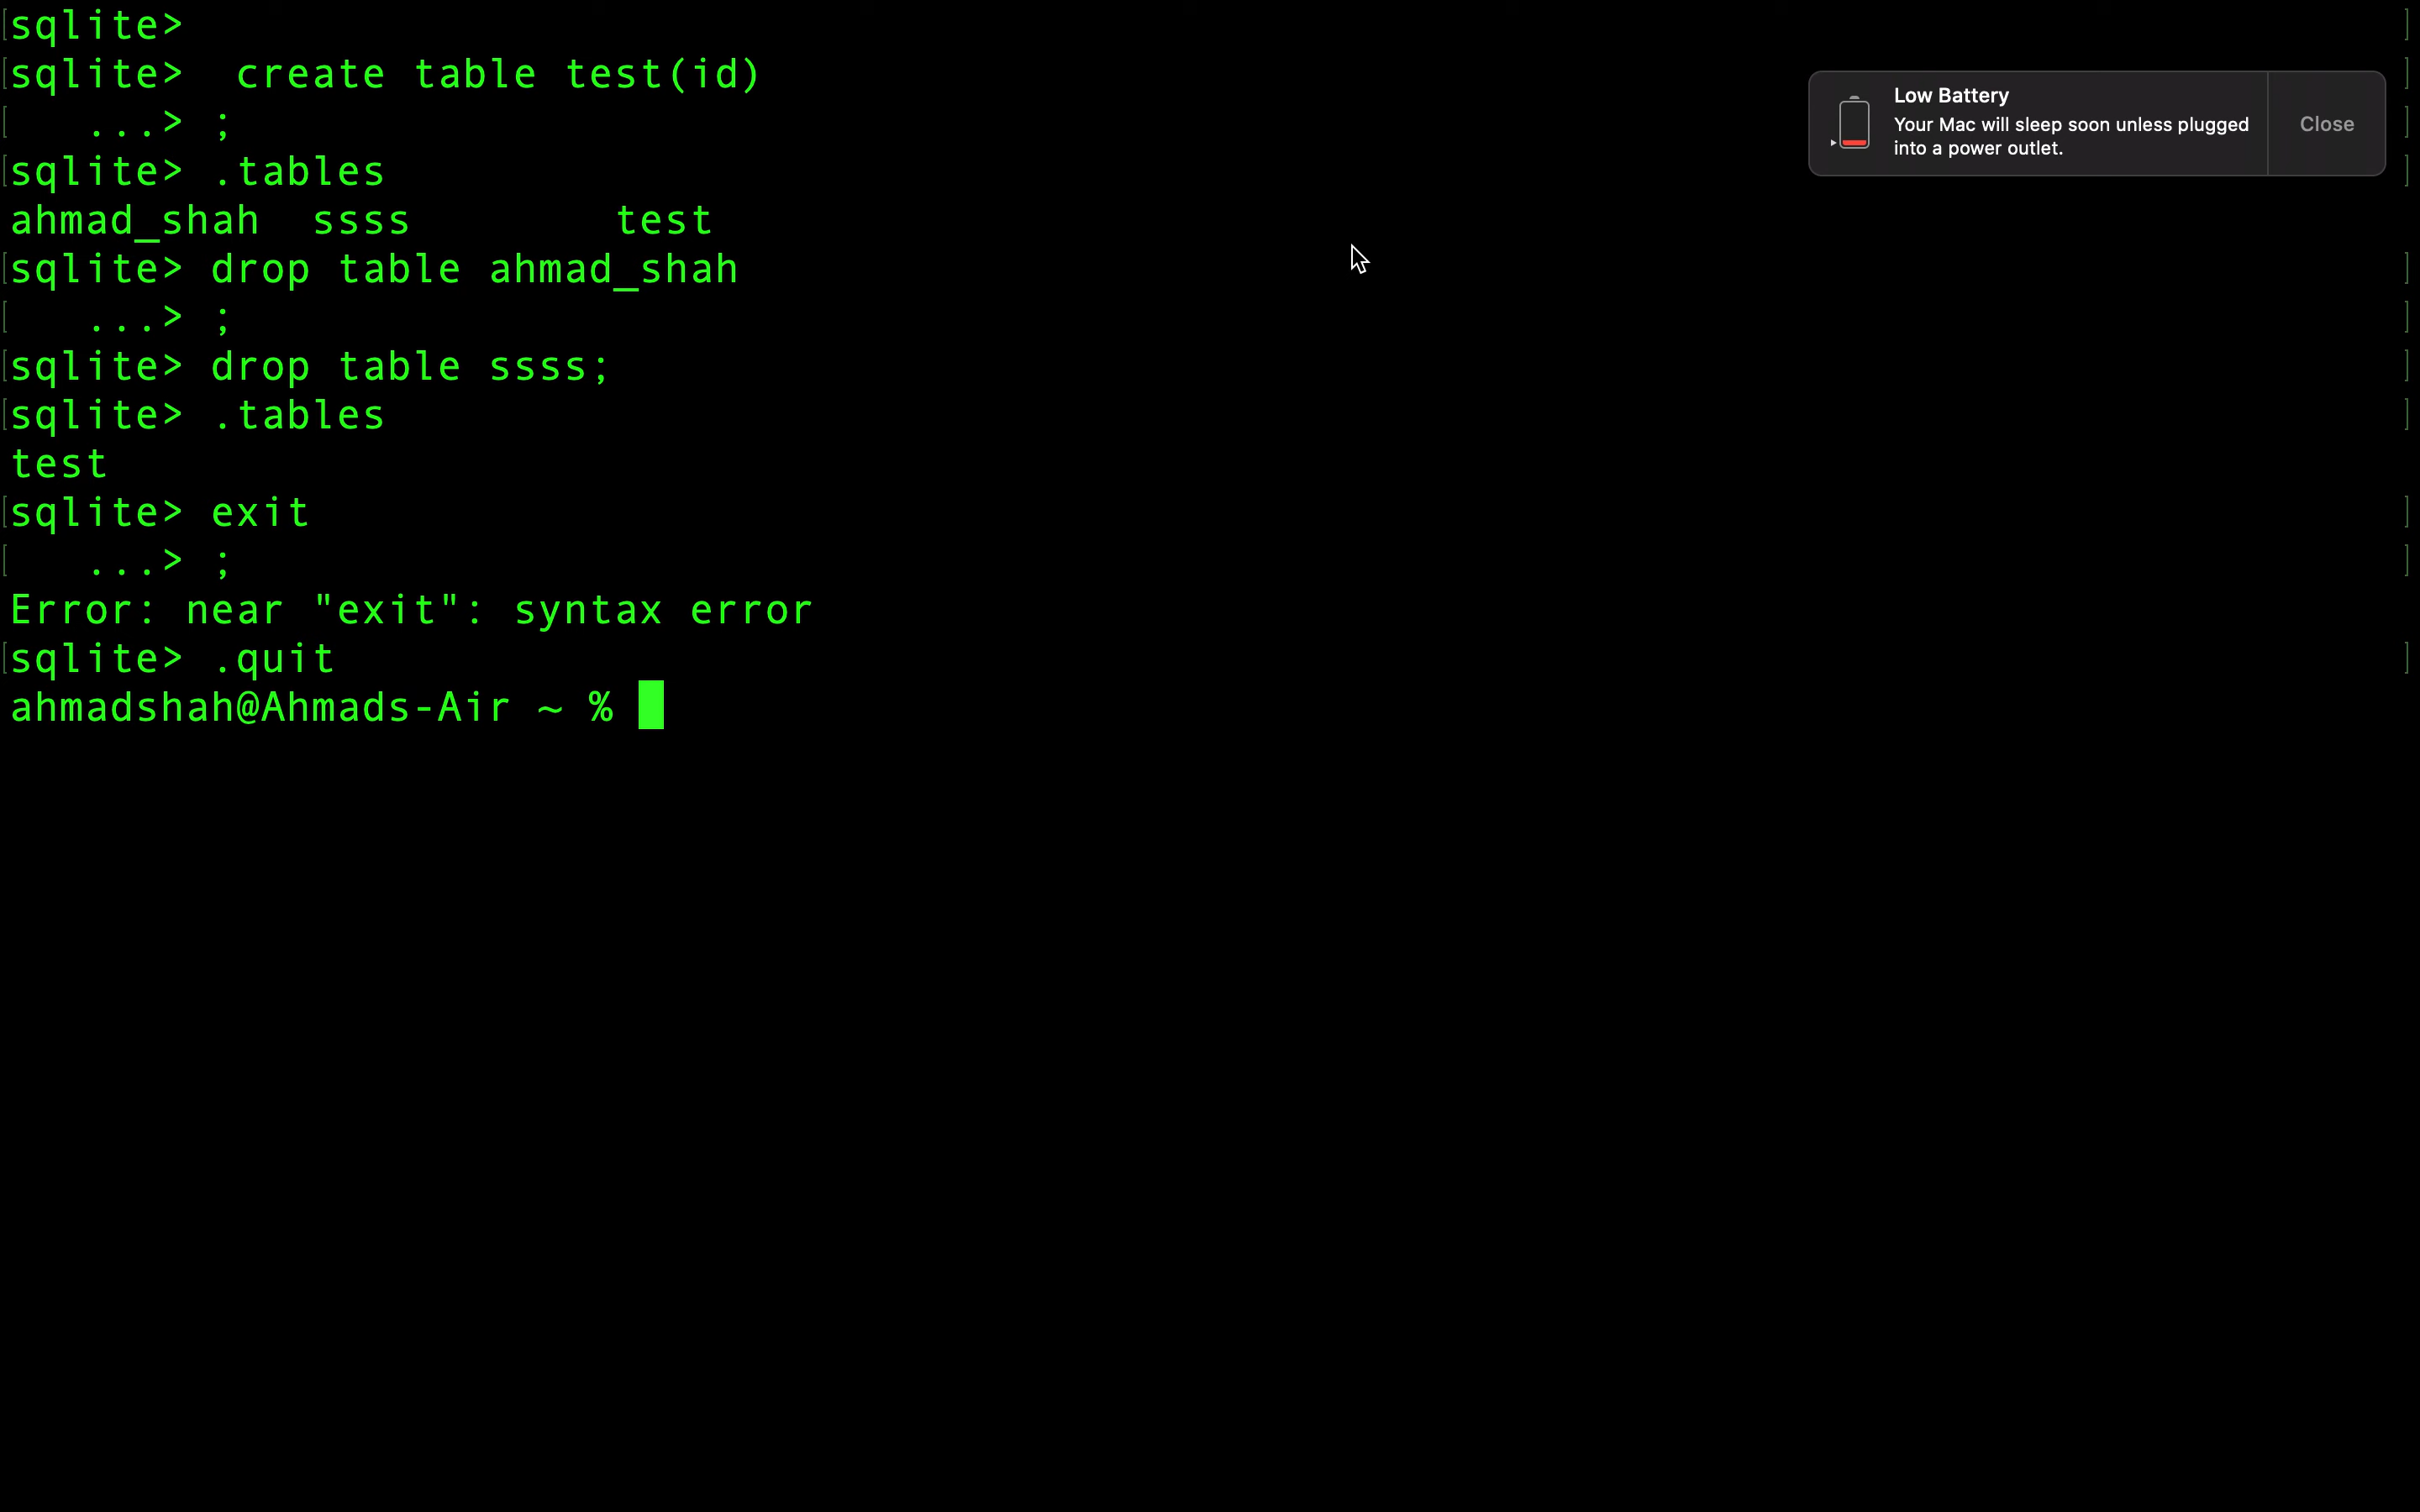 sqlite>
sqlite>  create table test(id)
   ...> ;
sqlite> .tables
ahmad_shah  ssss        test
sqlite> drop table ahmad_shah
   ...> ;
sqlite> drop table ssss;
sqlite> .tables
test
sqlite> exit
   ...> ;
Error: near "exit": syntax error
sqlite> .quit
ahmadshah@Ahmads-Air ~ %
Low Battery
Your Mac will sleep soon unless plugged
into a power outlet.
Close